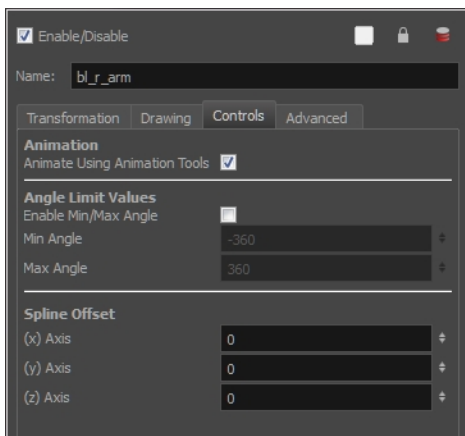 Enable/Disable
Name: bl_r_arm
Transformation Drawing Controls Advanced
Animation
Animate Using Animation Tools
Angle Limit Values
Enable Min/Max Angle
Min Angle -360
Max Angle 360
Spline Offset
(x) Axis 0
(y) Axis 0
(z) Axis 0